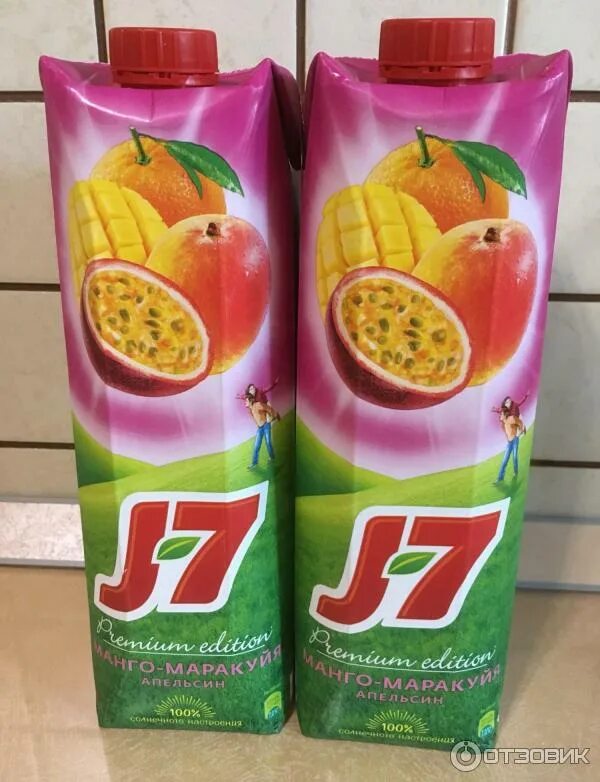 J7
Premium edition
МАНГО-МАРАКУЙЯ
АПЕЛЬСИН
100%
солнечного настроения
J7
Premium edition
МАНГО-МАРАКУЙЯ
АПЕЛЬСИН
100%
солнечного настроения
ОТЗОВИК